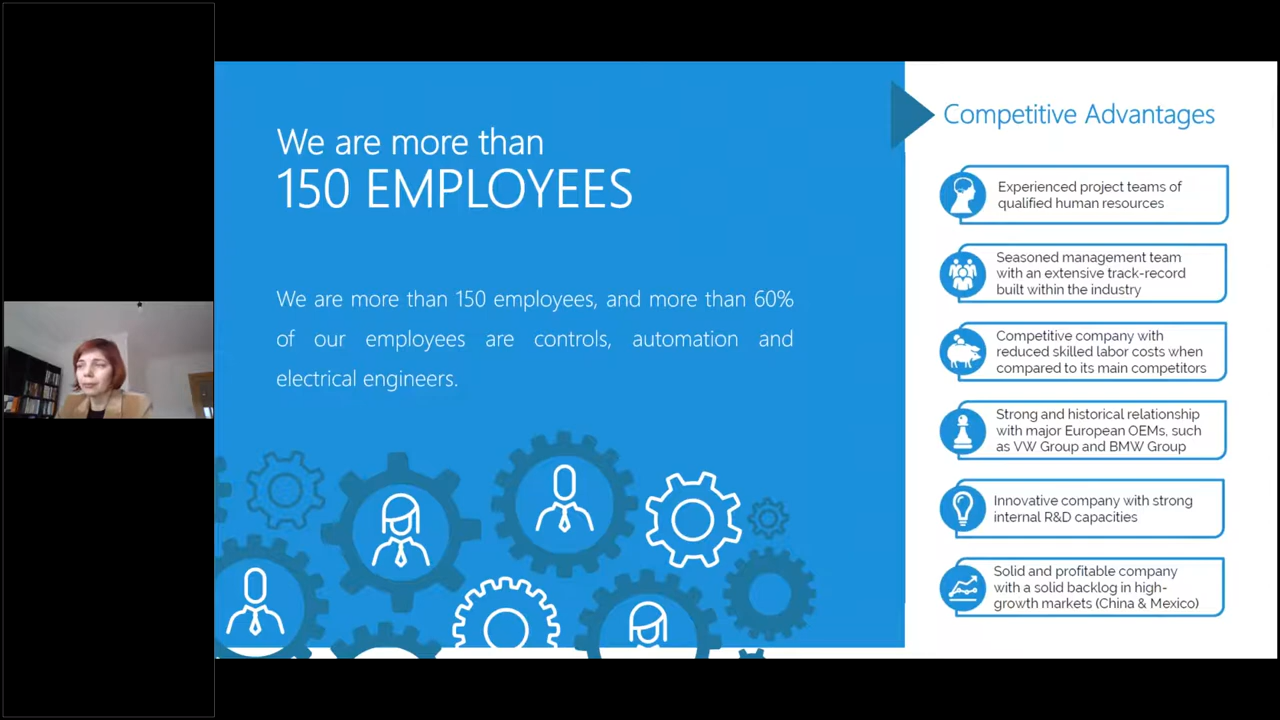 We are more than
150 EMPLOYEES
We are more than 150 employees, and more than 60%
of our employees are controls, automation and
electrical engineers.
Competitive Advantages
Experienced project teams of
qualified human resources
Seasoned management team
with an extensive track-record
built within the industry
Competitive company with
reduced skilled labor costs when
compared to its main competitors
Strong and historical relationship
with major European OEMs, such
as VW Group and BMW Group
Innovative company with strong
internal R&D capacities
Solid and profitable company
with a solid backlog in high-
growth markets (China & Mexico)